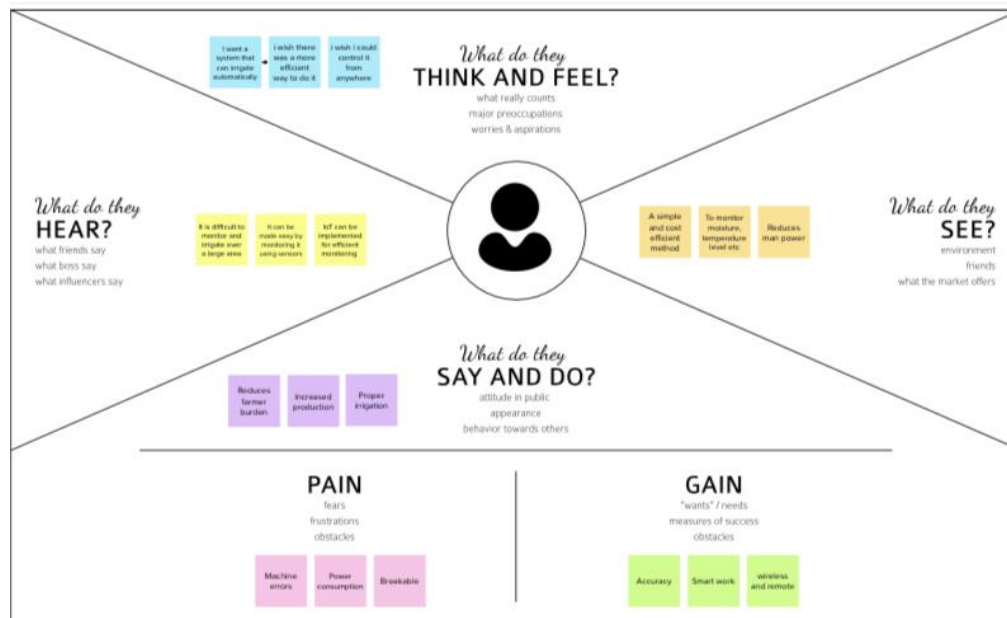 I want a
system that
can irrigate
automatically
I wish there
was a more
efficient
way to do it
I wish I could
control it
from
anywhere
What do they
THINK AND FEEL?
what really counts
major preoccupations
worries & aspirations
What do they
HEAR?
what friends say
what boss say
what influencers say
It is difficult to
monitor and
irrigate over
a large area
It can be
made easy by
monitoring it
using sensors
IoT can be
implemented
for efficient
monitoring
A simple
and cost
efficient
method
To monitor
moisture,
temperature
level etc
Reduces
man power
What do they
SEE?
environment
friends
what the market offers
What do they
SAY AND DO?
attitude in public
appearance
behavior towards others
Reduces
farmer
burden
Increased
production
Proper
irrigation
PAIN
fears
frustrations
obstacles
Machine
errors
Power
consumption
Breakable
GAIN
"wants" / needs
measures of success
obstacles
Accuracy
Smart work
wireless
and remote